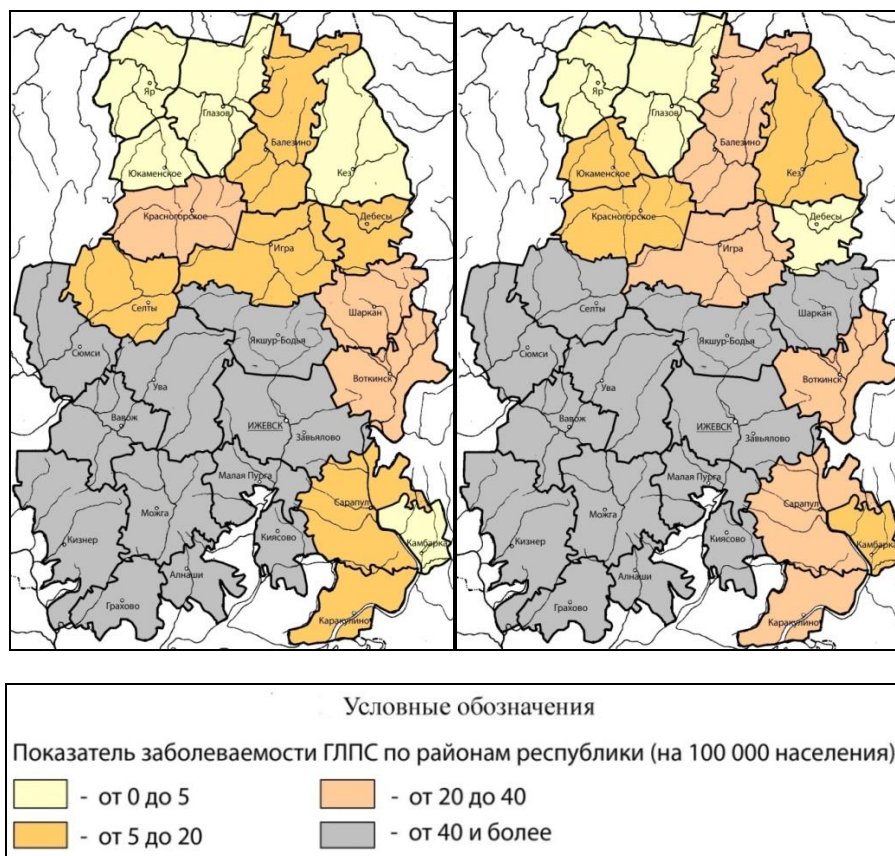 Яр
Глазов
Балезино
Юкаменское
Кез
Красногорское
Дебесы
Игра
Селты
Шаркан
Якшур-Бодья
Сюмси
Ува
Воткинск
Вавож
ИЖЕВСК
Завьялово
Малая Пурга
Сарапул
Можга
Кизнер
Киясово
Камбарка
Алнаши
Грахово
Каракулино
Яр
Глазов
Балезино
Юкаменское
Кез
Красногорское
Дебесы
Игра
Селты
Шаркан
Якшур-Бодья
Сюмси
Ува
Воткинск
Вавож
ИЖЕВСК
Завьялово
Малая Пурга
Сарапул
Можга
Кизнер
Киясово
Камбарка
Алнаши
Грахово
Каракулино
Условные обозначения
Показатель заболеваемости ГЛПС по районам республики (на 100 000 населения)
- от 0 до 5
- от 20 до 40
- от 5 до 20
- от 40 и более